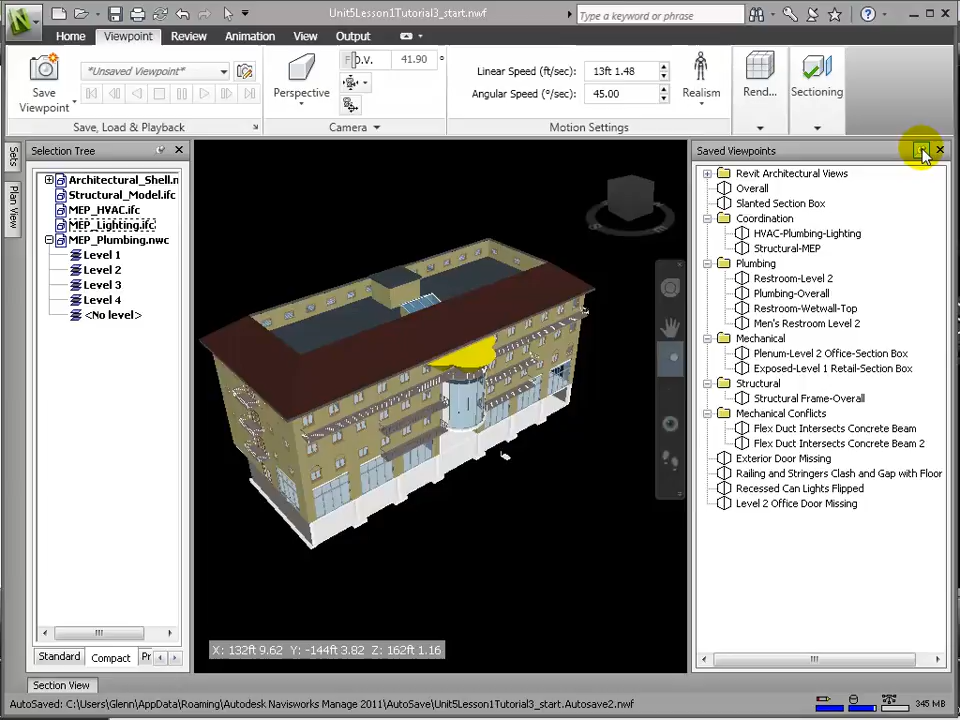 Unit5Lesson1Tutorial3_start.nwf
Type a keyword or phrase
Home Viewpoint Review Animation View Output
Save Viewpoint
*Unsaved Viewpoint*
Save, Load & Playback
Perspective
F.O.V. 41.90 °
Camera
Linear Speed (ft/sec): 13ft 1.48
Angular Speed (°/sec): 45.00
Motion Settings
Realism
Rend...
Sectioning
Sets
Plan View
Selection Tree
Architectural_Shell.n
Structural_Model.ifc
MEP_HVAC.ifc
MEP_Lighting.ifc
MEP_Plumbing.nwc
Level 1
Level 2
Level 3
Level 4
<No level>
Standard Compact Pr
X: 132ft 9.62 Y: -144ft 3.82 Z: 162ft 1.16
Saved Viewpoints
Revit Architectural Views
Overall
Slanted Section Box
Coordination
HVAC-Plumbing-Lighting
Structural-MEP
Plumbing
Restroom-Level 2
Plumbing-Overall
Restroom-Wetwall-Top
Men's Restroom Level 2
Mechanical
Plenum-Level 2 Office-Section Box
Exposed-Level 1 Retail-Section Box
Structural
Structural Frame-Overall
Mechanical Conflicts
Flex Duct Intersects Concrete Beam
Flex Duct Intersects Concrete Beam 2
Exterior Door Missing
Railing and Stringers Clash and Gap with Floor
Recessed Can Lights Flipped
Level 2 Office Door Missing
Section View
AutoSaved: C:\Users\Glenn\AppData\Roaming\Autodesk Navisworks Manage 2011\AutoSave\Unit5Lesson1Tutorial3_start.Autosave2.nwf
345 MB